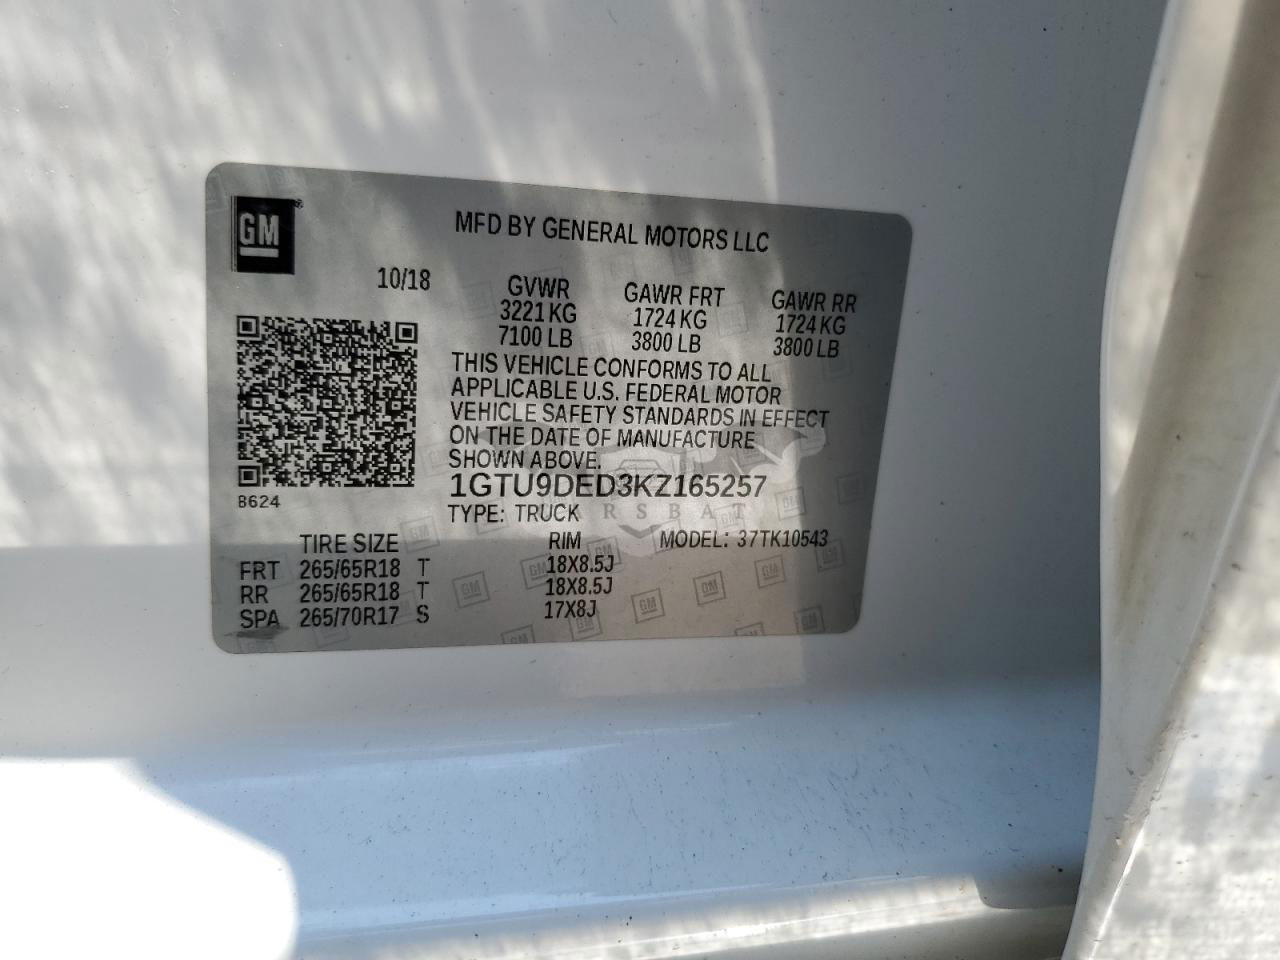 GM
MFD BY GENERAL MOTORS LLC
10/18
GVWR GAWR FRT GAWR RR
3221 KG 1724 KG 1724 KG
7100 LB 3800 LB 3800 LB
THIS VEHICLE CONFORMS TO ALL
APPLICABLE U.S. FEDERAL MOTOR
VEHICLE SAFETY STANDARDS IN EFFECT
ON THE DATE OF MANUFACTURE
SHOWN ABOVE.
1GTU9DED3KZ165257
B624
TYPE: TRUCK
TIRE SIZE RIM MODEL: 37TK10543
FRT 265/65R18 T 18X8.5J
RR 265/65R18 T 18X8.5J
SPA 265/70R17 S 17X8J